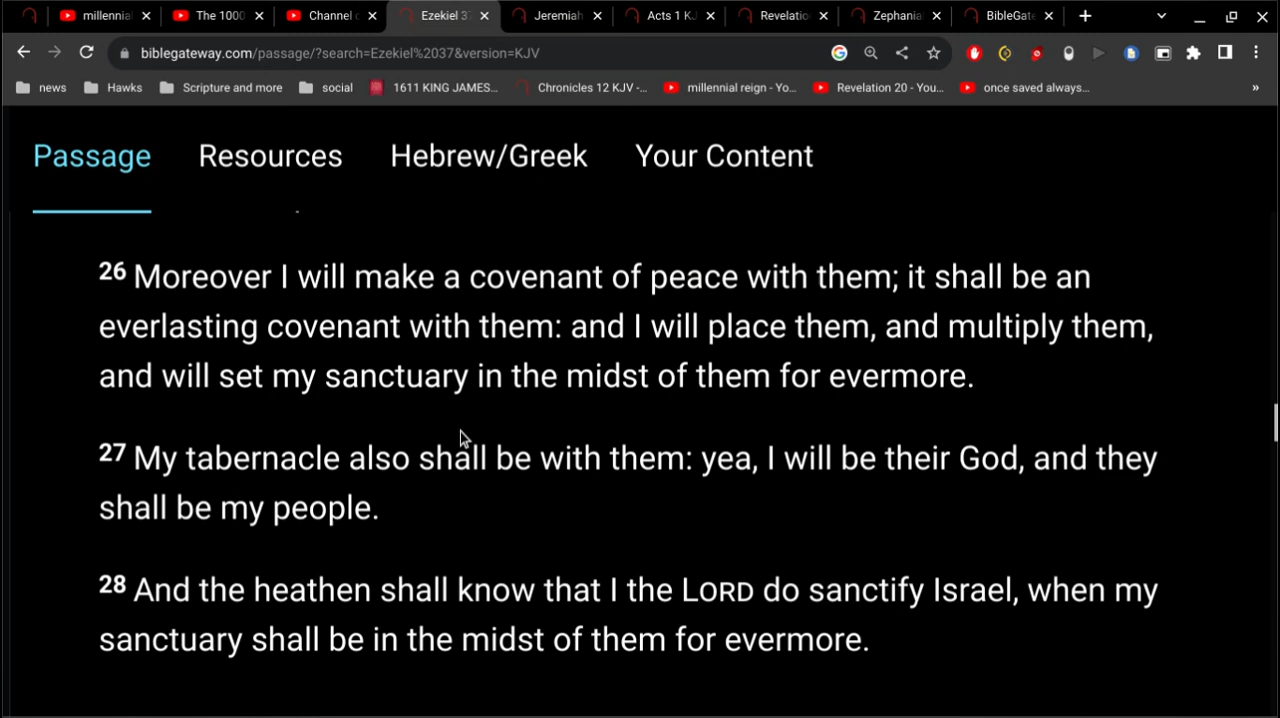 millennia The 1000 Channel Ezekiel 37 Jeremiah Acts 1 KJ Revelatio Zephania BibleGate
biblegateway.com/passage/?search=Ezekiel%2037&version=KJV
news Hawks Scripture and more social 1611 KING JAMES... Chronicles 12 KJV -... millennial reign - Yo... Revelation 20 - You... once saved always... »
Passage Resources Hebrew/Greek Your Content
26 Moreover I will make a covenant of peace with them; it shall be an
everlasting covenant with them: and I will place them, and multiply them,
and will set my sanctuary in the midst of them for evermore.
27 My tabernacle also shall be with them: yea, I will be their God, and they
shall be my people.
28 And the heathen shall know that I the LORD do sanctify Israel, when my
sanctuary shall be in the midst of them for evermore.